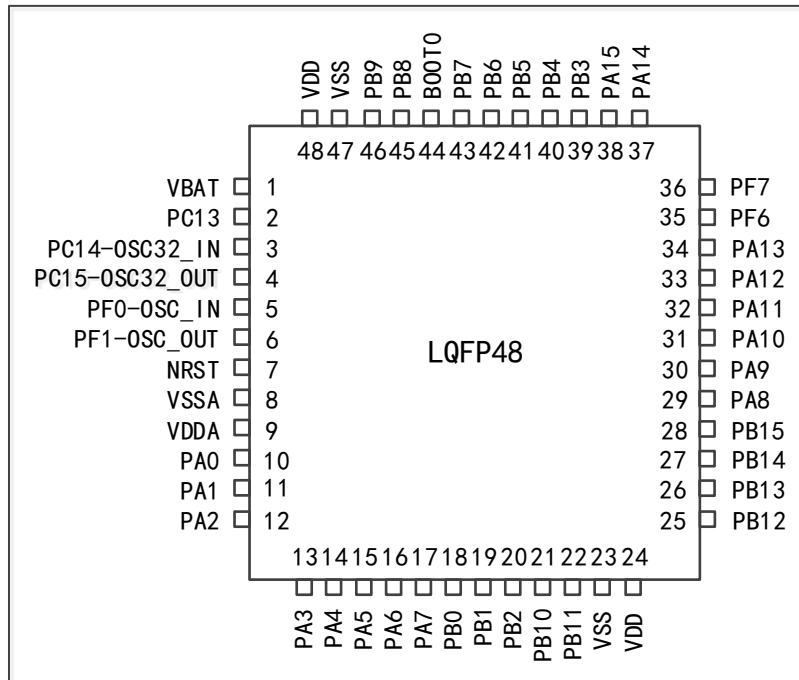 VDD VSS PB9 PB8 BOOT0 PB7 PB6 PB5 PB4 PB3 PA15 PA14
48 47 46 45 44 43 42 41 40 39 38 37
VBAT 1 36 PF7
PC13 2 35 PF6
PC14-OSC32_IN 3 34 PA13
PC15-OSC32_OUT 4 33 PA12
PF0-OSC_IN 5 32 PA11
PF1-OSC_OUT 6 31 PA10
LQFP48
NRST 7 30 PA9
VSSA 8 29 PA8
VDDA 9 28 PB15
PA0 10 27 PB14
PA1 11 26 PB13
PA2 12 25 PB12
13 14 15 16 17 18 19 20 21 22 23 24
PA3 PA4 PA5 PA6 PA7 PB0 PB1 PB2 PB10 PB11 VSS VDD